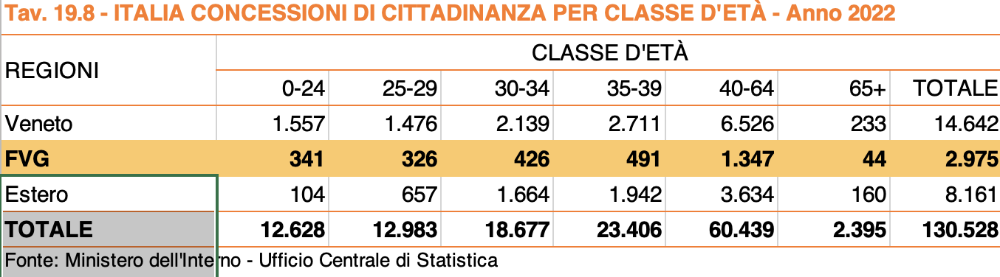 Tav. 19.8 - ITALIA CONCESSIONI DI CITTADINANZA PER CLASSE D'ETÀ - Anno 2022
REGIONI CLASSE D'ETÀ
0-24 25-29 30-34 35-39 40-64 65+ TOTALE
Veneto 1.557 1.476 2.139 2.711 6.526 233 14.642
FVG 341 326 426 491 1.347 44 2.975
Estero 104 657 1.664 1.942 3.634 160 8.161
TOTALE 12.628 12.983 18.677 23.406 60.439 2.395 130.528
Fonte: Ministero dell'Interno - Ufficio Centrale di Statistica